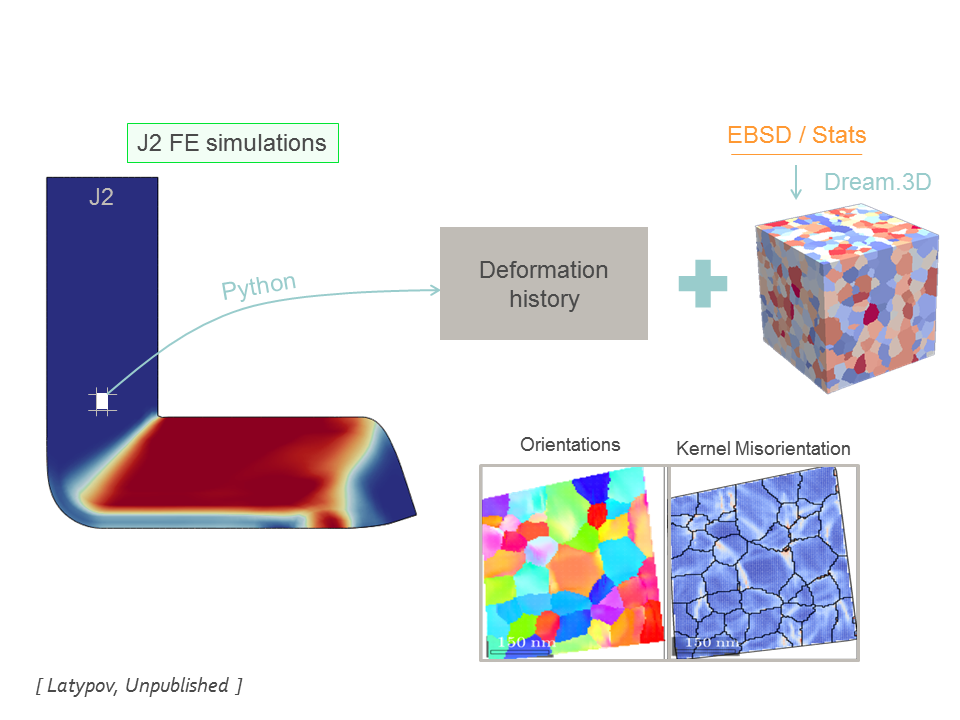 J2 FE simulations
EBSD / Stats
Dream.3D
J2
Python
Deformation
history
Orientations
Kernel Misorientation
150 nm
150 nm
[ Latypov, Unpublished ]